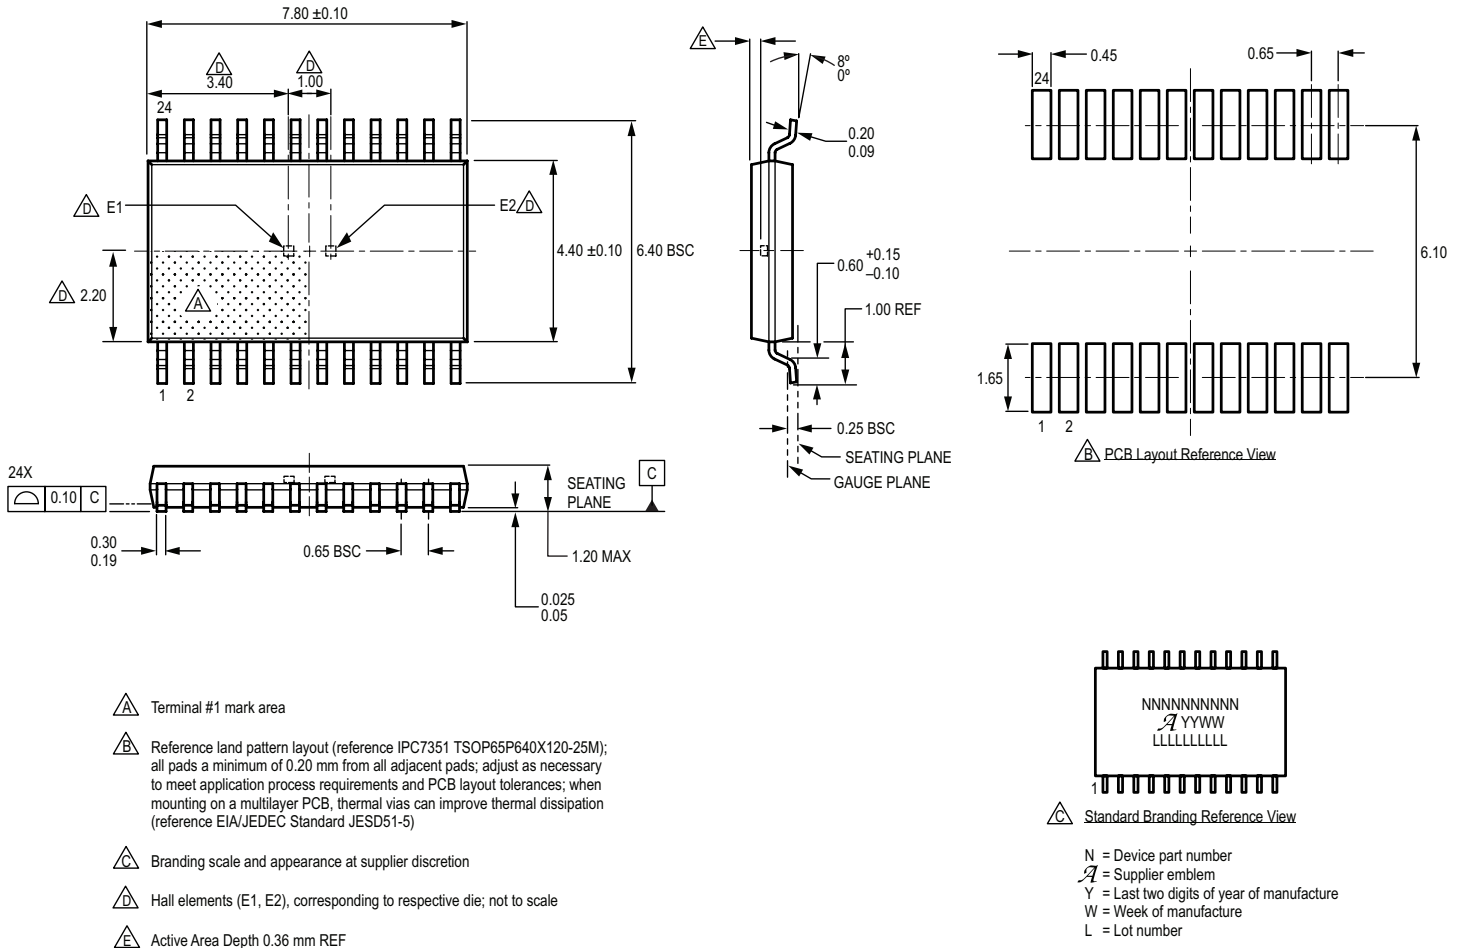 7.80 ±0.10
D
3.40
D
1.00
24
D E1
E2 D
4.40 ±0.10
6.40 BSC
D 2.20
A
1 2
E
8º
0º
0.20
0.09
0.60 +0.15
–0.10
1.00 REF
0.25 BSC
SEATING PLANE
GAUGE PLANE
24
0.45
0.65
6.10
1.65
1 2
B PCB Layout Reference View
24X
0.10 C
SEATING
PLANE
C
0.30
0.19
0.65 BSC
1.20 MAX
0.025
0.05
A Terminal #1 mark area
B Reference land pattern layout (reference IPC7351 TSOP65P640X120-25M);
all pads a minimum of 0.20 mm from all adjacent pads; adjust as necessary
to meet application process requirements and PCB layout tolerances; when
mounting on a multilayer PCB, thermal vias can improve thermal dissipation
(reference EIA/JEDEC Standard JESD51-5)
C Branding scale and appearance at supplier discretion
D Hall elements (E1, E2), corresponding to respective die; not to scale
E Active Area Depth 0.36 mm REF
NNNNNNNNNN
A YYWW
LLLLLLLLLL
1
C Standard Branding Reference View
N = Device part number
A = Supplier emblem
Y = Last two digits of year of manufacture
W = Week of manufacture
L = Lot number